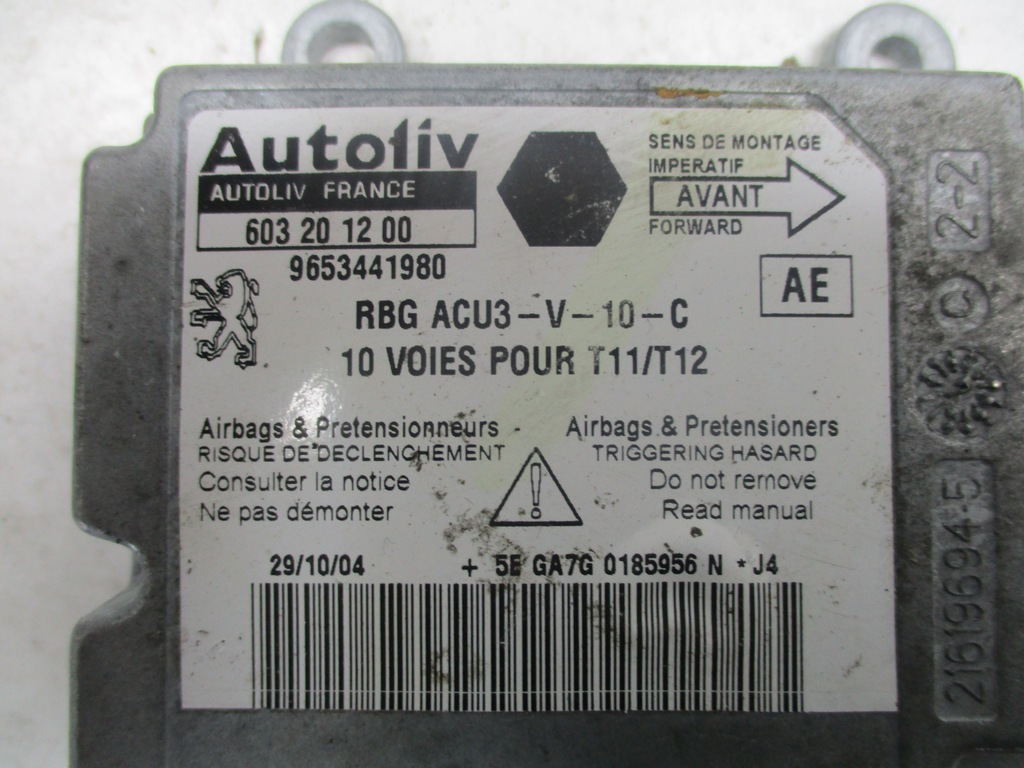 Autoliv
AUTOLIV FRANCE
603 20 12 00
9653441980
SENS DE MONTAGE
IMPERATIF
AVANT
FORWARD
AE
RBG ACU3-V-10-C
10 VOIES POUR T11/T12
Airbags & Pretensionneurs
RISQUE DE DECLENCHEMENT
Consulter la notice
Ne pas démonter
Airbags & Pretensioners
TRIGGERING HASARD
Do not remove
Read manual
!
29/10/04 + 5E GA7G 0185956 N * J4
2-2
C
21619694-5